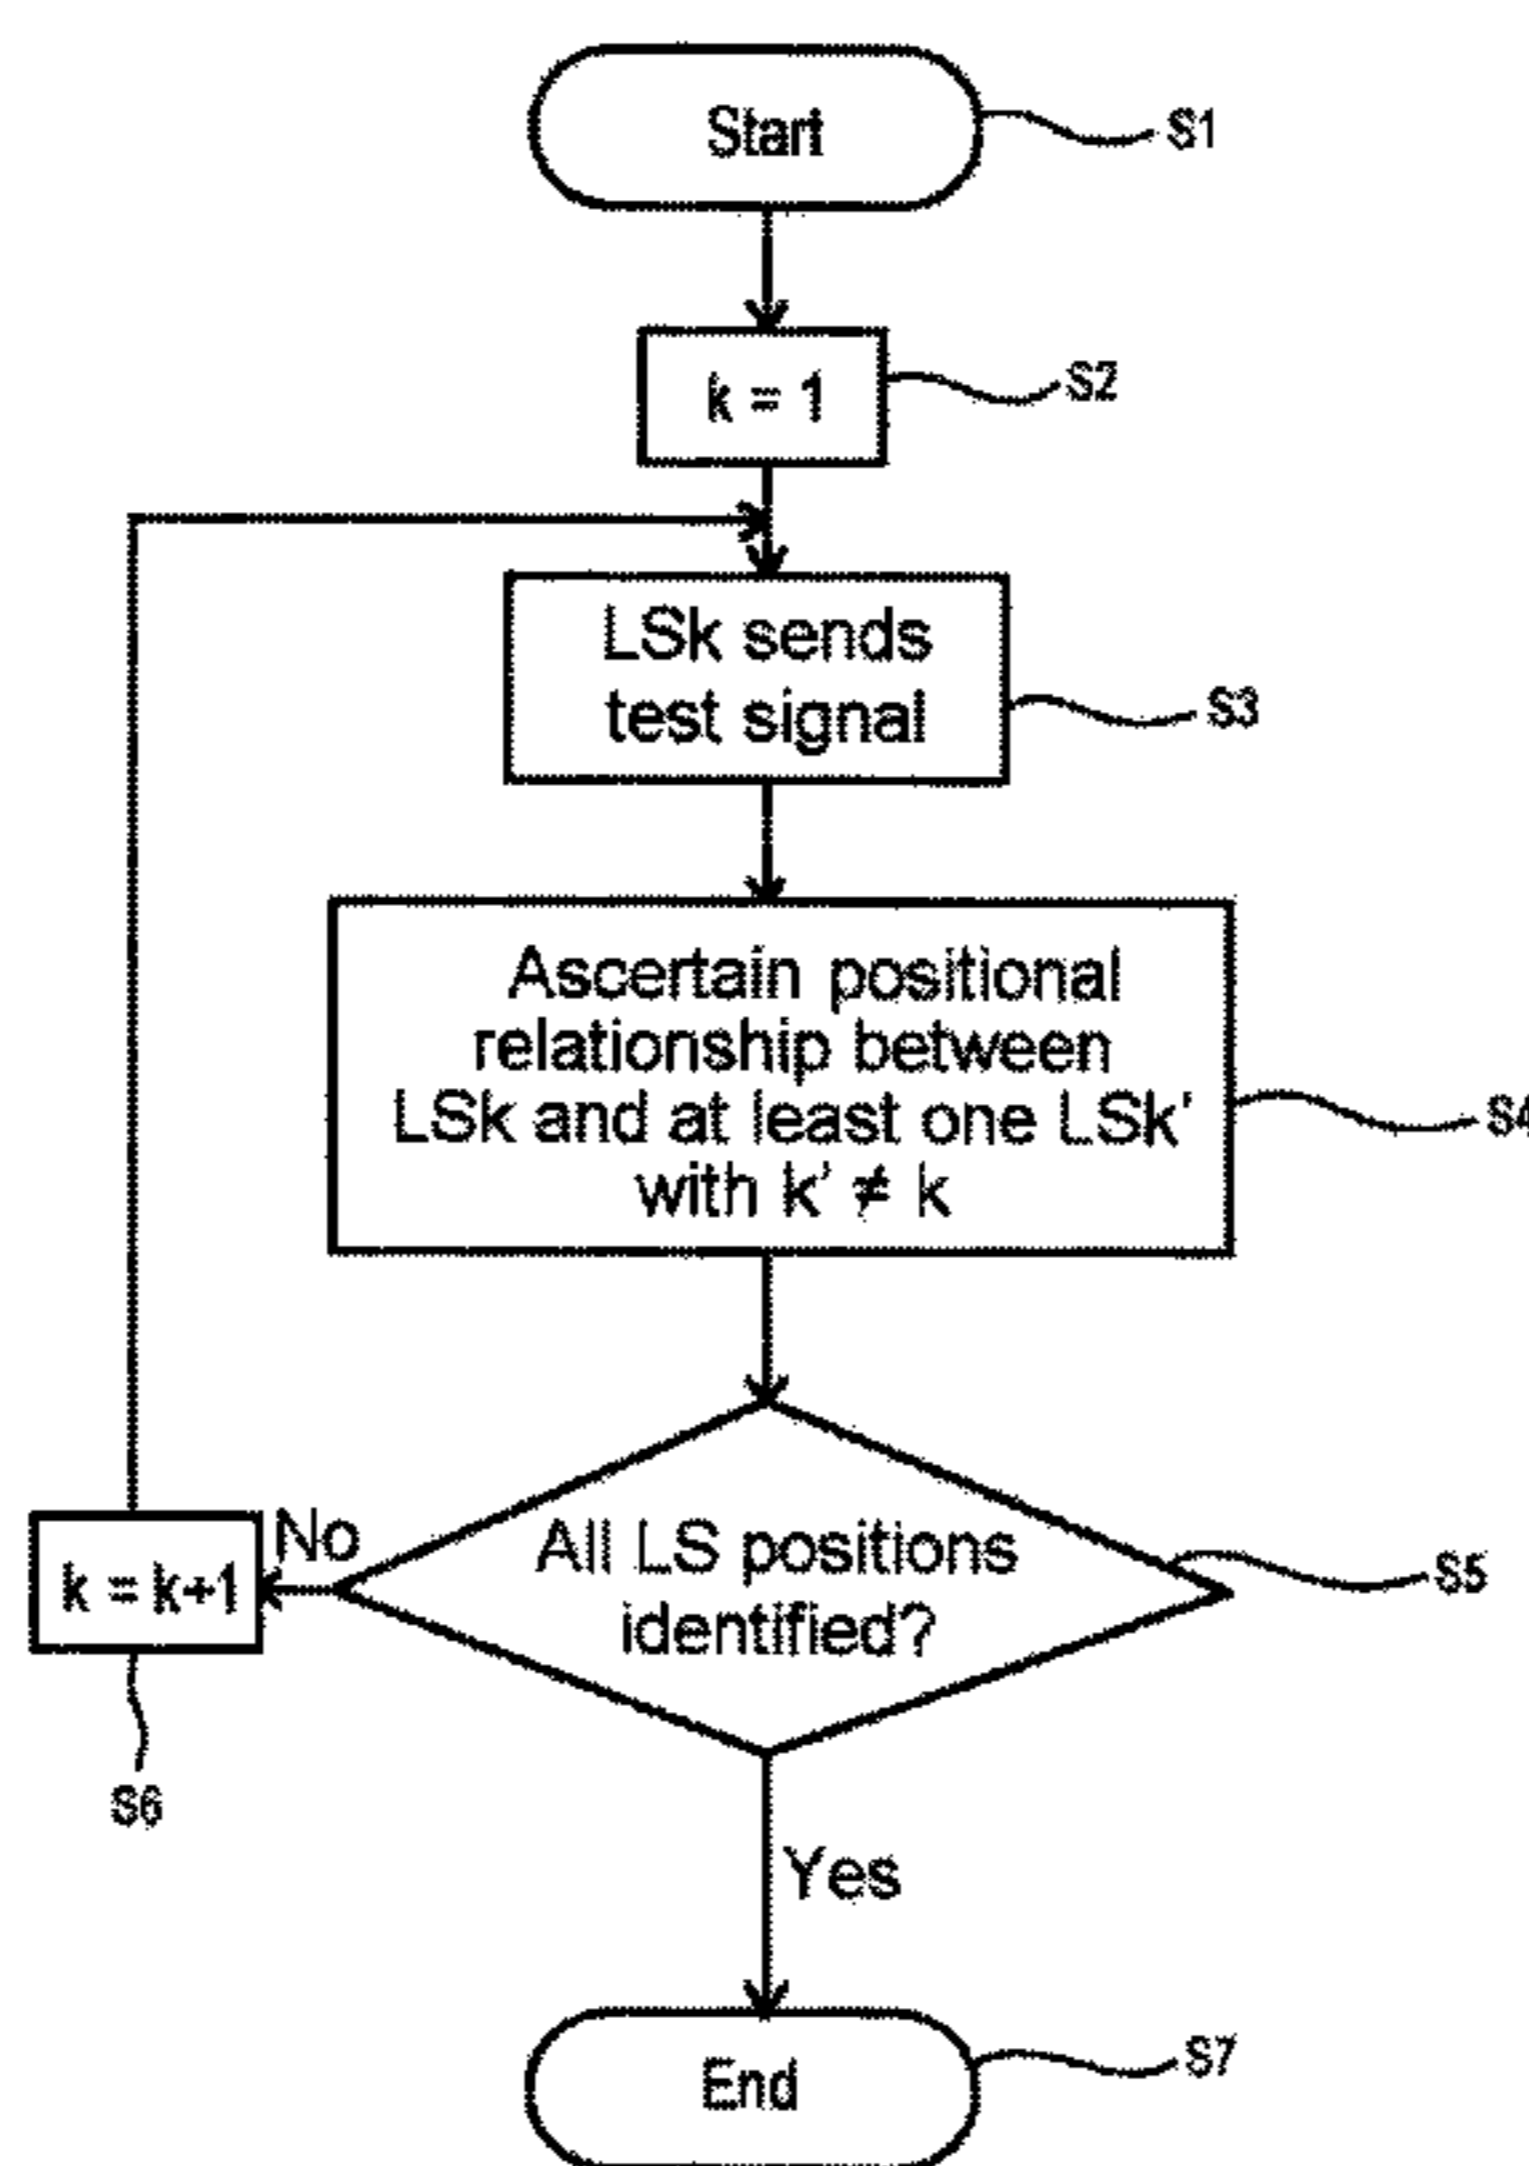 Start
S1
k = 1
S2
LSk sends
test signal
S3
Ascertain positional
relationship between
LSk and at least one LSk'
with k' ≠ k
S4
All LS positions
identified?
S5
No
k = k+1
S6
Yes
End
S7